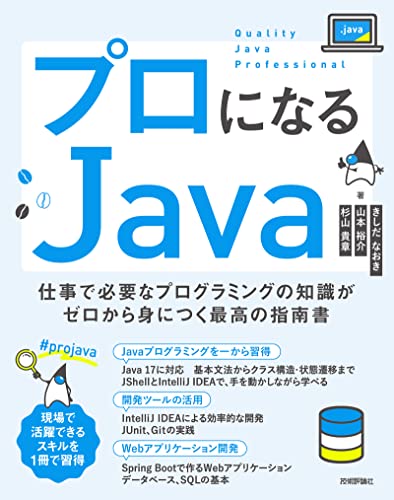 Quality
Java
Professional
.java
プロになる
Java
著
きしだ なおき
山本 裕介
杉山 貴章
仕事で必要なプログラミングの知識が
ゼロから身につく最高の指南書
#projava
現場で
活躍できる
スキルを
1冊で習得
Javaプログラミングを一から習得
Java 17に対応　基本文法からクラス構造・状態遷移まで
JShellとIntelliJ IDEAで、手を動かしながら学べる
開発ツールの活用
IntelliJ IDEAによる効率的な開発
JUnit、Gitの実践
Webアプリケーション開発
Spring Bootで作るWebアプリケーション
データベース、SQLの基本
技術評論社